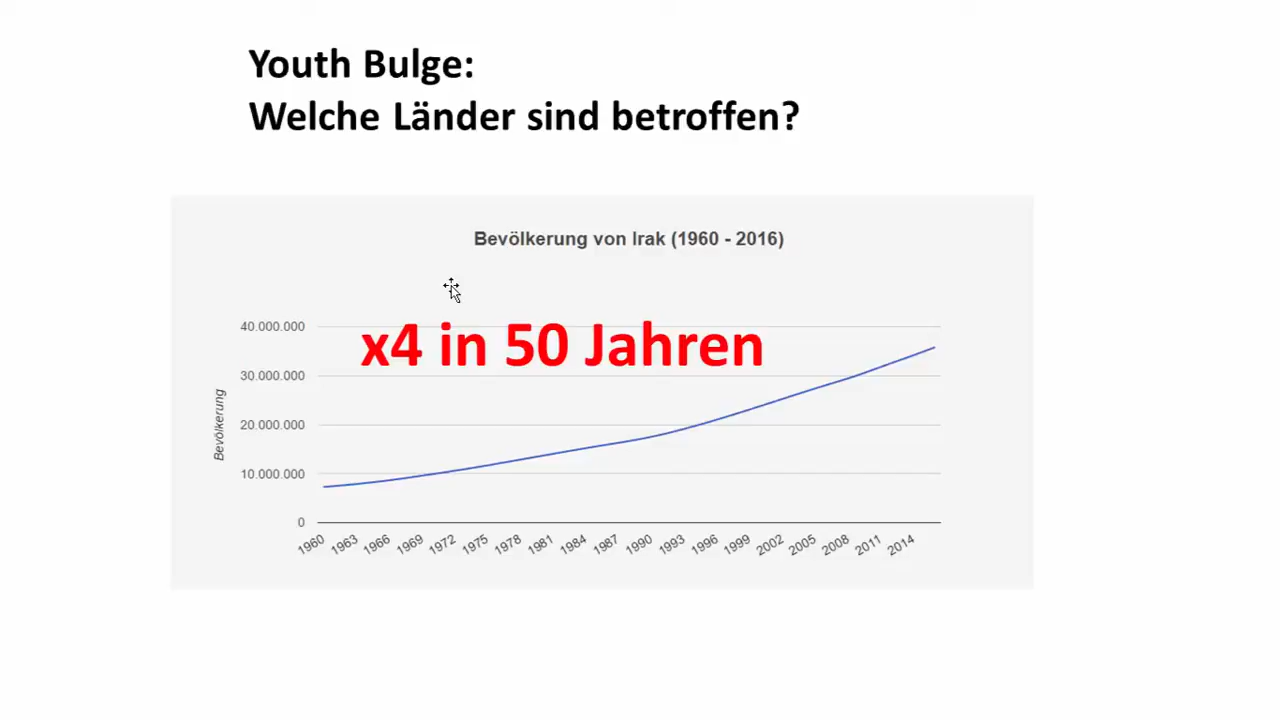 Youth Bulge:
Welche Länder sind betroffen?
Bevölkerung von Irak (1960 - 2016)
x4 in 50 Jahren
Bevölkerung
40.000.000
30.000.000
20.000.000
10.000.000
0
1960 1963 1966 1969 1972 1975 1978 1981 1984 1987 1990 1993 1996 1999 2002 2005 2008 2011 2014